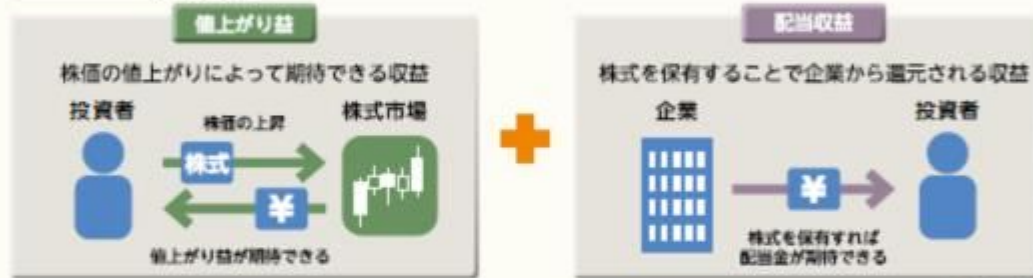 値上がり益
株価の値上がりによって期待できる収益
投資者
株価の上昇
株式市場
株式
¥
値上がり益が期待できる
配当収益
株式を保有することで企業から還元される収益
企業
投資者
¥
株式を保有すれば
配当金が期待できる